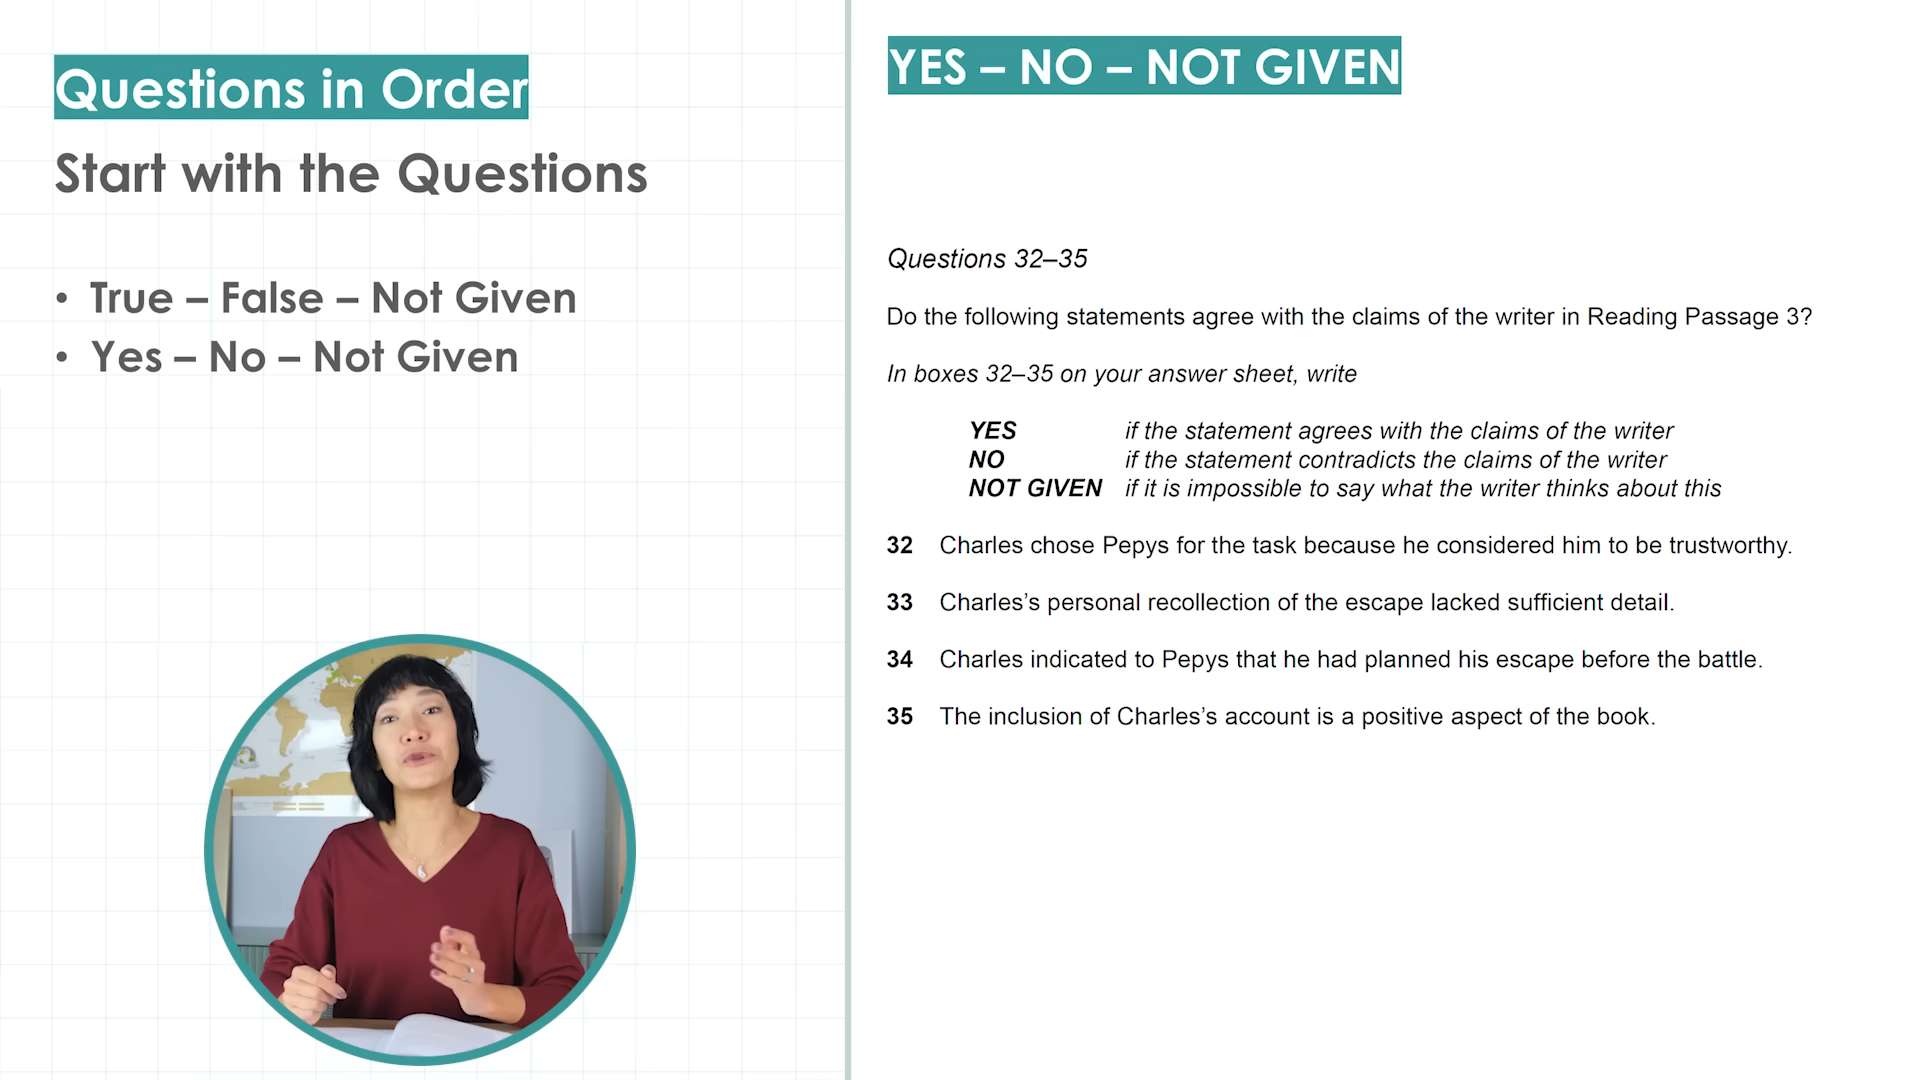 Questions in Order
Start with the Questions
• True – False – Not Given
• Yes – No – Not Given
YES – NO – NOT GIVEN
Questions 32–35
Do the following statements agree with the claims of the writer in Reading Passage 3?
In boxes 32–35 on your answer sheet, write
YES if the statement agrees with the claims of the writer
NO if the statement contradicts the claims of the writer
NOT GIVEN if it is impossible to say what the writer thinks about this
32 Charles chose Pepys for the task because he considered him to be trustworthy.
33 Charles’s personal recollection of the escape lacked sufficient detail.
34 Charles indicated to Pepys that he had planned his escape before the battle.
35 The inclusion of Charles’s account is a positive aspect of the book.